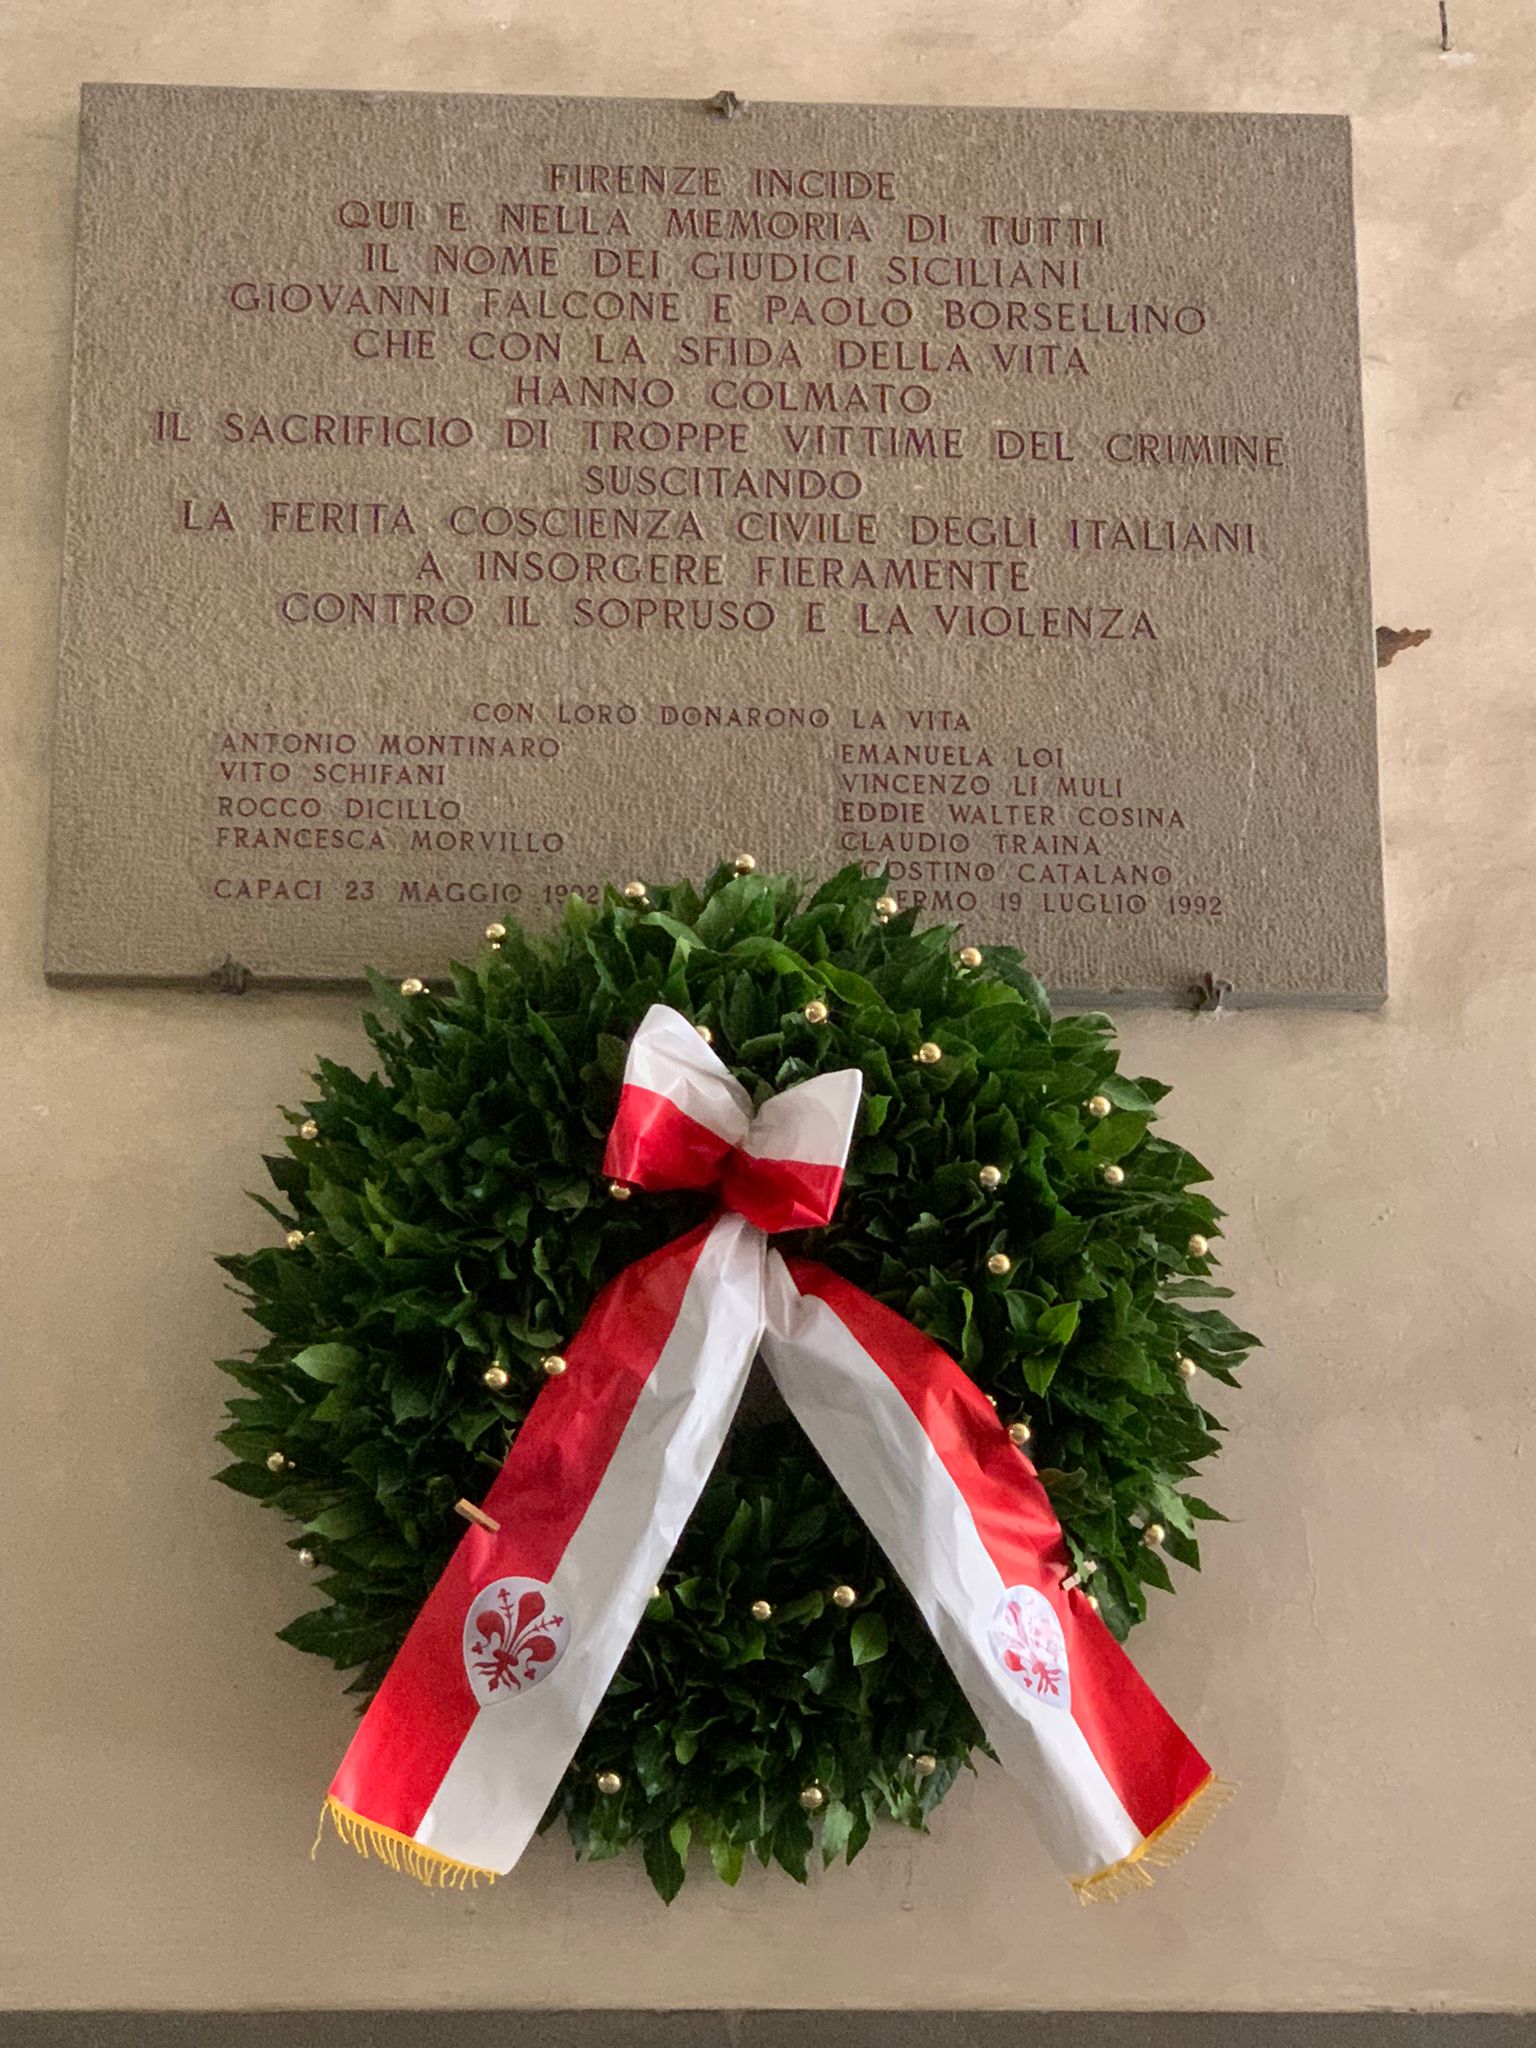 FIRENZE INCIDE
QUI E NELLA MEMORIA DI TUTTI
IL NOME DEI GIUDICI SICILIANI
GIOVANNI FALCONE E PAOLO BORSELLINO
CHE CON LA SFIDA DELLA VITA
HANNO COLMATO
IL SACRIFICIO DI TROPPE VITTIME DEL CRIMINE
SUSCITANDO
LA FERITA COSCIENZA CIVILE DEGLI ITALIANI
A INSORGERE FIERAMENTE
CONTRO IL SOPRUSO E LA VIOLENZA
CON LORO DONARONO LA VITA
ANTONIO MONTINARO
VITO SCHIFANI
ROCCO DICILLO
FRANCESCA MORVILLO
CAPACI 23 MAGGIO 1992
EMANUELA LOI
VINCENZO LI MULI
EDDIE WALTER COSINA
CLAUDIO TRAINA
GOSTINO CATALANO
ERMO 19 LUGLIO 1992